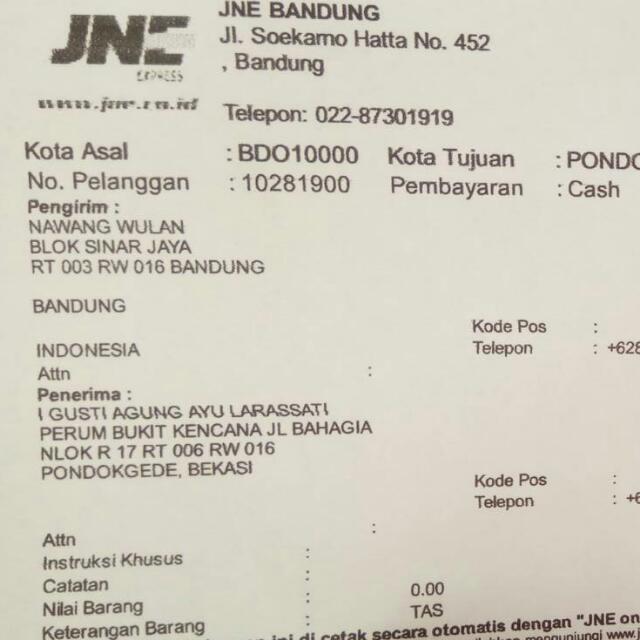 JNE
EXPRESS
www.jne.co.id
JNE BANDUNG
Jl. Soekarno Hatta No. 452
, Bandung
Telepon: 022-87301919
Kota Asal : BDO10000 Kota Tujuan : PONDO
No. Pelanggan : 10281900 Pembayaran : Cash
Pengirim :
NAWANG WULAN
BLOK SINAR JAYA
RT 003 RW 016 BANDUNG
BANDUNG
Kode Pos :
INDONESIA Telepon : +628
Attn :
Penerima :
I GUSTI AGUNG AYU LARASSATI
PERUM BUKIT KENCANA JL BAHAGIA
NLOK R 17 RT 006 RW 016
PONDOKGEDE, BEKASI
Kode Pos :
Telepon : +6
Attn :
Instruksi Khusus :
Catatan :
Nilai Barang : 0.00
Keterangan Barang : TAS
ini di cetak secara otomatis dengan "JNE on
mengunjungi www.j